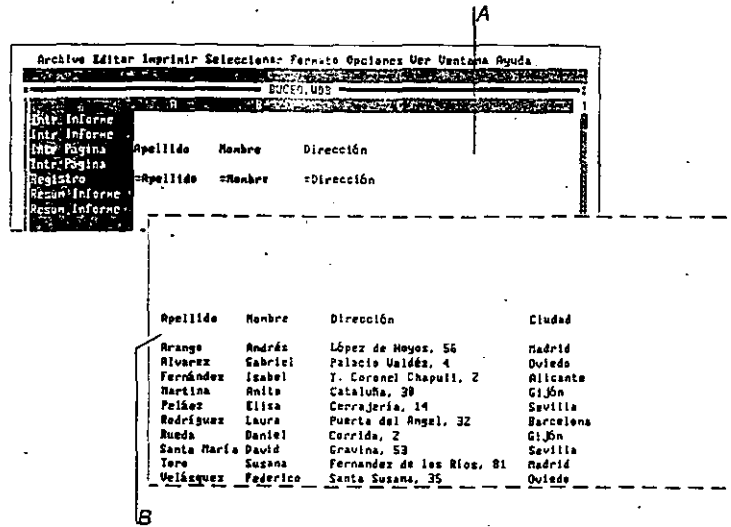 A
Archivo Editar Imprimir Seleccionar Formato Opciones Ver Ventana Ayuda
BUCEO.WDB
A B C
Intr Informe
Intr Informe
Intr Página Apellido Nombre Dirección
Intr Página
Registro =Apellido =Nombre =Dirección
Resum Informe
Resum Informe
Apellido Nombre Dirección Ciudad
Arango Andrés López de Hoyos, 56 Madrid
Alvarez Gabriel Palacio Valdéz, 4 Oviedo
Fernández Isabel T. Coronel Chapuli, 2 Alicante
Martina Anita Cataluña, 30 Gijón
Peláez Elisa Cerrajería, 14 Sevilla
Rodríguez Laura Puerta del Angel, 32 Barcelona
Rueda Daniel Corrida, 2 Gijón
Santa María David Gravina, 53 Sevilla
Toro Susana Fernandez de los Ríos, 81 Madrid
Velásquez Federico Santa Susana, 35 Oviedo
B